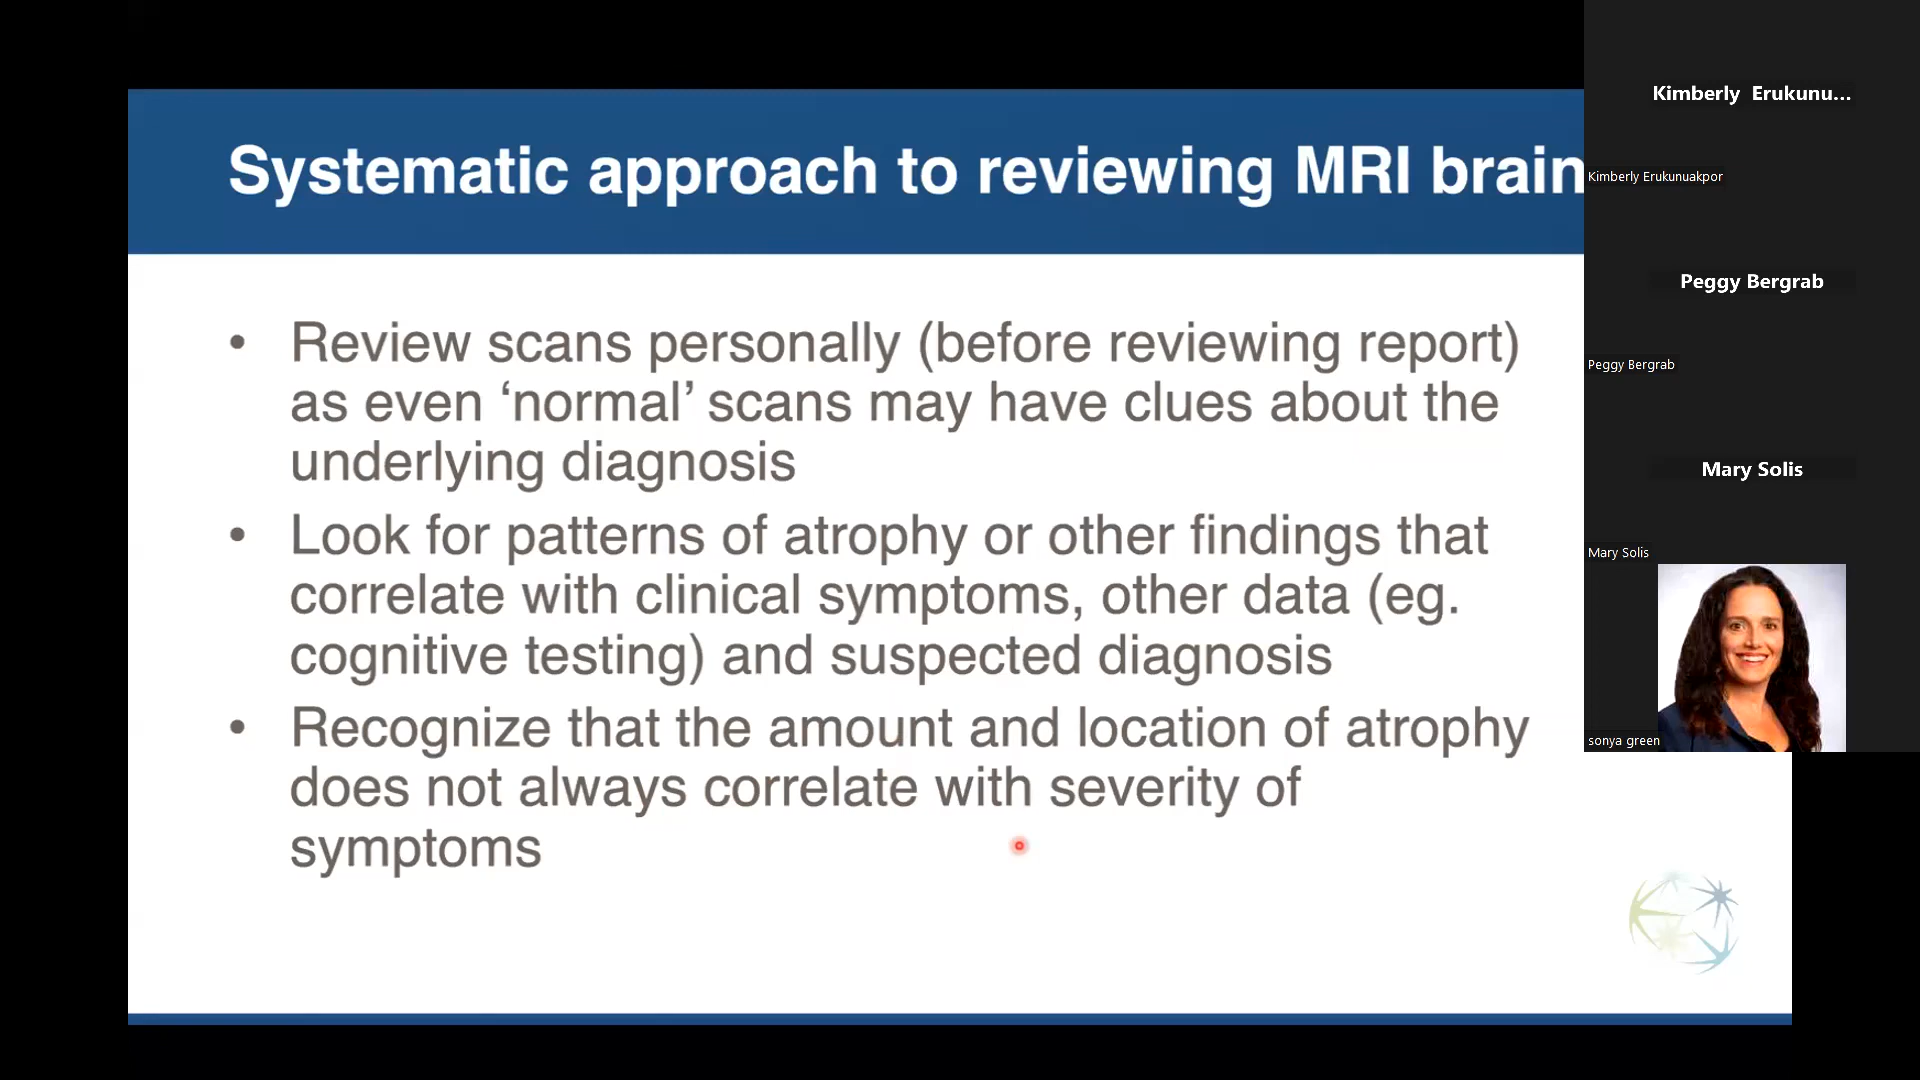 Systematic approach to reviewing MRI brain
• Review scans personally (before reviewing report)
as even ‘normal’ scans may have clues about the
underlying diagnosis
• Look for patterns of atrophy or other findings that
correlate with clinical symptoms, other data (eg.
cognitive testing) and suspected diagnosis
• Recognize that the amount and location of atrophy
does not always correlate with severity of
symptoms
Kimberly Erukunu...
Kimberly Erukunuakpor
Peggy Bergrab
Peggy Bergrab
Mary Solis
Mary Solis
sonya green